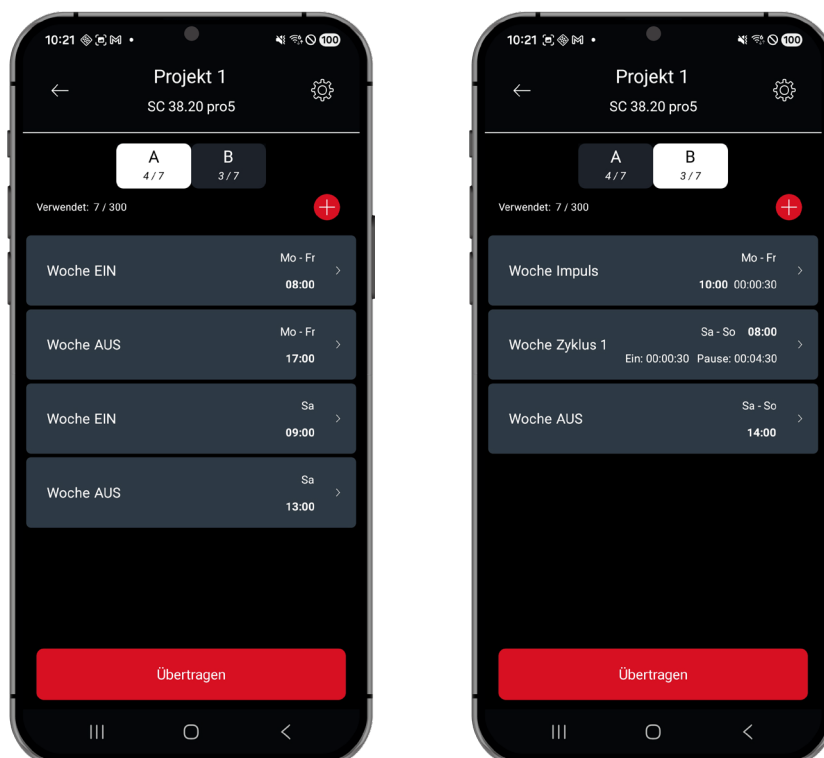 10:21
100
Projekt 1
SC 38.20 pro5
A
4 / 7
B
3 / 7
Verwendet: 7 / 300
Woche EIN
Mo - Fr
08:00
Woche AUS
Mo - Fr
17:00
Woche EIN
Sa
09:00
Woche AUS
Sa
13:00
Übertragen
10:21
100
Projekt 1
SC 38.20 pro5
A
4 / 7
B
3 / 7
Verwendet: 7 / 300
Woche Impuls
Mo - Fr
10:00 00:00:30
Woche Zyklus 1
Sa - So 08:00
Ein: 00:00:30 Pause: 00:04:30
Woche AUS
Sa - So
14:00
Übertragen